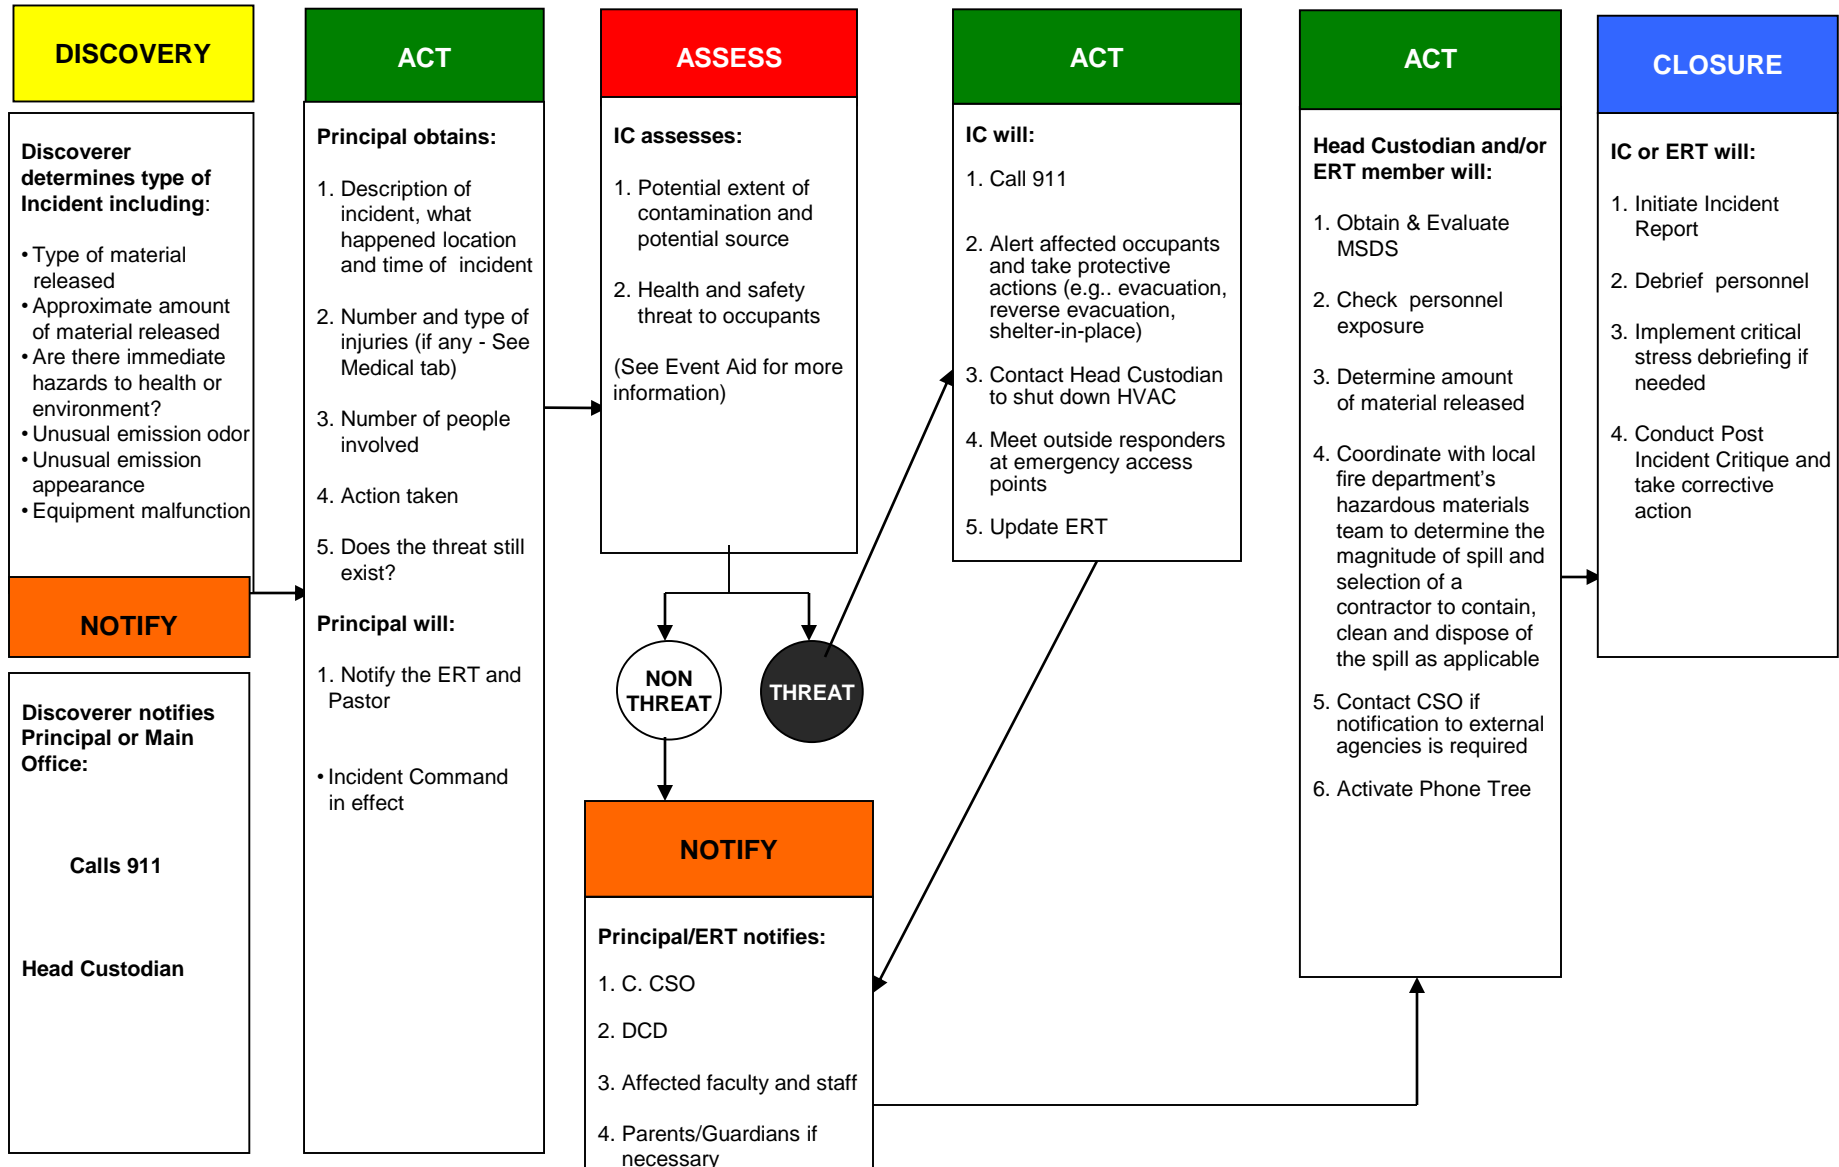 DISCOVERY
Discoverer
determines type of
Incident including:
• Type of material
released
• Approximate amount
of material released
• Are there immediate
hazards to health or
environment?
• Unusual emission odor
• Unusual emission
appearance
• Equipment malfunction
NOTIFY
Discoverer notifies
Principal or Main
Office:
Calls 911
Head Custodian
ACT
Principal obtains:
1. Description of
incident, what
happened location
and time of incident
2. Number and type of
injuries (if any - See
Medical tab)
3. Number of people
involved
4. Action taken
5. Does the threat still
exist?
Principal will:
1. Notify the ERT and
Pastor
• Incident Command
in effect
ASSESS
IC assesses:
1. Potential extent of
contamination and
potential source
2. Health and safety
threat to occupants
(See Event Aid for more
information)
NON
THREAT
THREAT
NOTIFY
Principal/ERT notifies:
1. C. CSO
2. DCD
3. Affected faculty and staff
4. Parents/Guardians if
necessary
ACT
IC will:
1. Call 911
2. Alert affected occupants
and take protective
actions (e.g.. evacuation,
reverse evacuation,
shelter-in-place)
3. Contact Head Custodian
to shut down HVAC
4. Meet outside responders
at emergency access
points
5. Update ERT
ACT
Head Custodian and/or
ERT member will:
1. Obtain & Evaluate
MSDS
2. Check personnel
exposure
3. Determine amount
of material released
4. Coordinate with local
fire department's
hazardous materials
team to determine the
magnitude of spill and
selection of a
contractor to contain,
clean and dispose of
the spill as applicable
5. Contact CSO if
notification to external
agencies is required
6. Activate Phone Tree
CLOSURE
IC or ERT will:
1. Initiate Incident
Report
2. Debrief personnel
3. Implement critical
stress debriefing if
needed
4. Conduct Post
Incident Critique and
take corrective
action